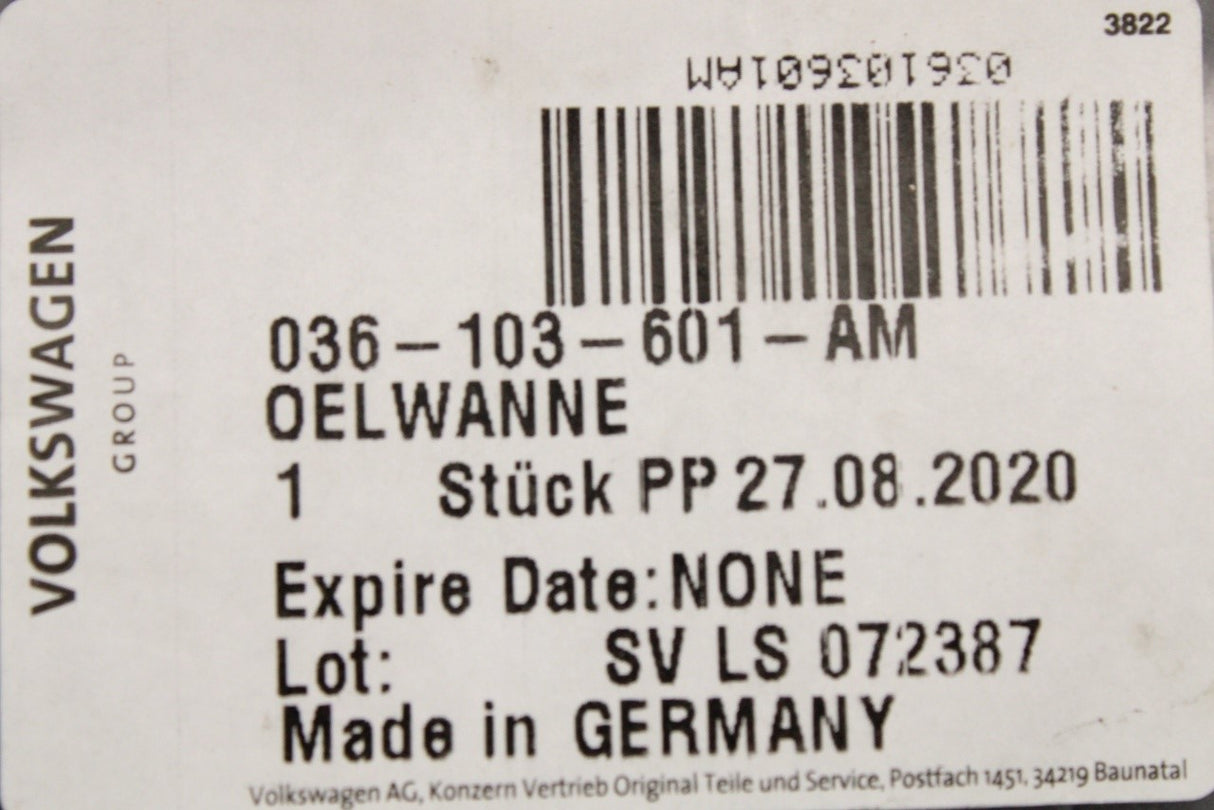 3822
036103601AM
VOLKSWAGEN
GROUP
036-103-601-AM
OELWANNE
1 Stück PP 27.08.2020
Expire Date:NONE
Lot: SV LS 072387
Made in GERMANY
Volkswagen AG, Konzern Vertrieb Original Teile und Service, Postfach 1451, 34219 Baunatal